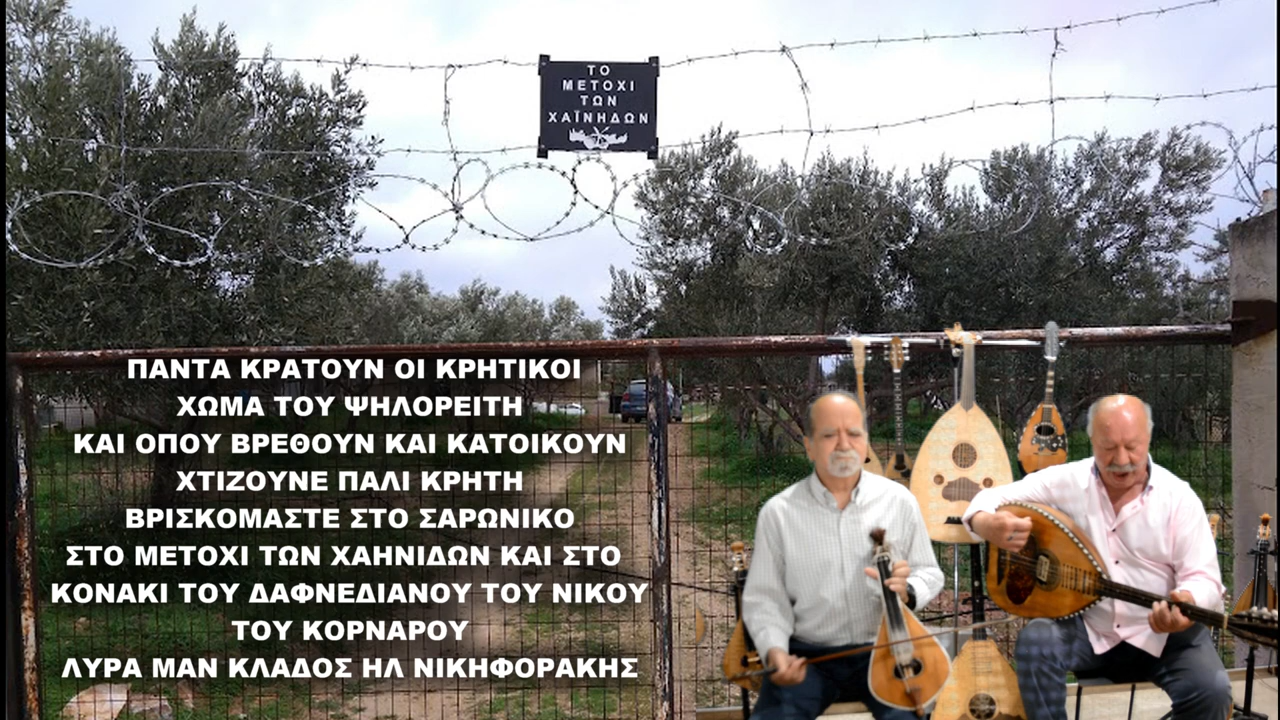 ΤΟ
ΜΕΤΟΧΙ
ΤΩΝ
ΧΑΪΝΗΔΩΝ
ΠΑΝΤΑ ΚΡΑΤΟΥΝ ΟΙ ΚΡΗΤΙΚΟΙ
ΧΩΜΑ ΤΟΥ ΨΗΛΟΡΕΙΤΗ
ΚΑΙ ΟΠΟΥ ΒΡΕΘΟΥΝ ΚΑΙ ΚΑΤΟΙΚΟΥΝ
ΧΤΙΖΟΥΝΕ ΠΑΛΙ ΚΡΗΤΗ
ΒΡΙΣΚΟΜΑΣΤΕ ΣΤΟ ΣΑΡΩΝΙΚΟ
ΣΤΟ ΜΕΤΟΧΙ ΤΩΝ ΧΑΗΝΙΔΩΝ ΚΑΙ ΣΤΟ
ΚΟΝΑΚΙ ΤΟΥ ΔΑΦΝΕΔΙΑΝΟΥ ΤΟΥ ΝΙΚΟΥ
ΤΟΥ ΚΟΡΝΑΡΟΥ
ΛΥΡΑ ΜΑΝ ΚΛΑΔΟΣ ΗΛ ΝΙΚΗΦΟΡΑΚΗΣ